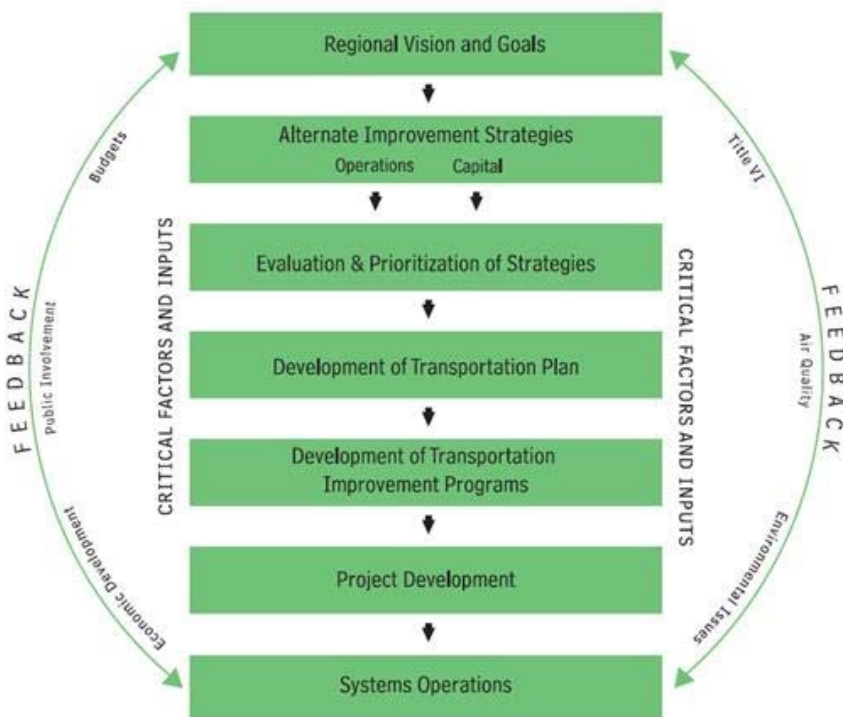 Regional Vision and Goals
Alternate Improvement Strategies
Operations Capital
Evaluation & Prioritization of Strategies
Development of Transportation Plan
Development of Transportation
Improvement Programs
Project Development
Systems Operations
FEEDBACK
Budgets
Public Involvement
Economic Development
CRITICAL FACTORS AND INPUTS
CRITICAL FACTORS AND INPUTS
Title VI
Air Quality
Environmental Issues
FEEDBACK